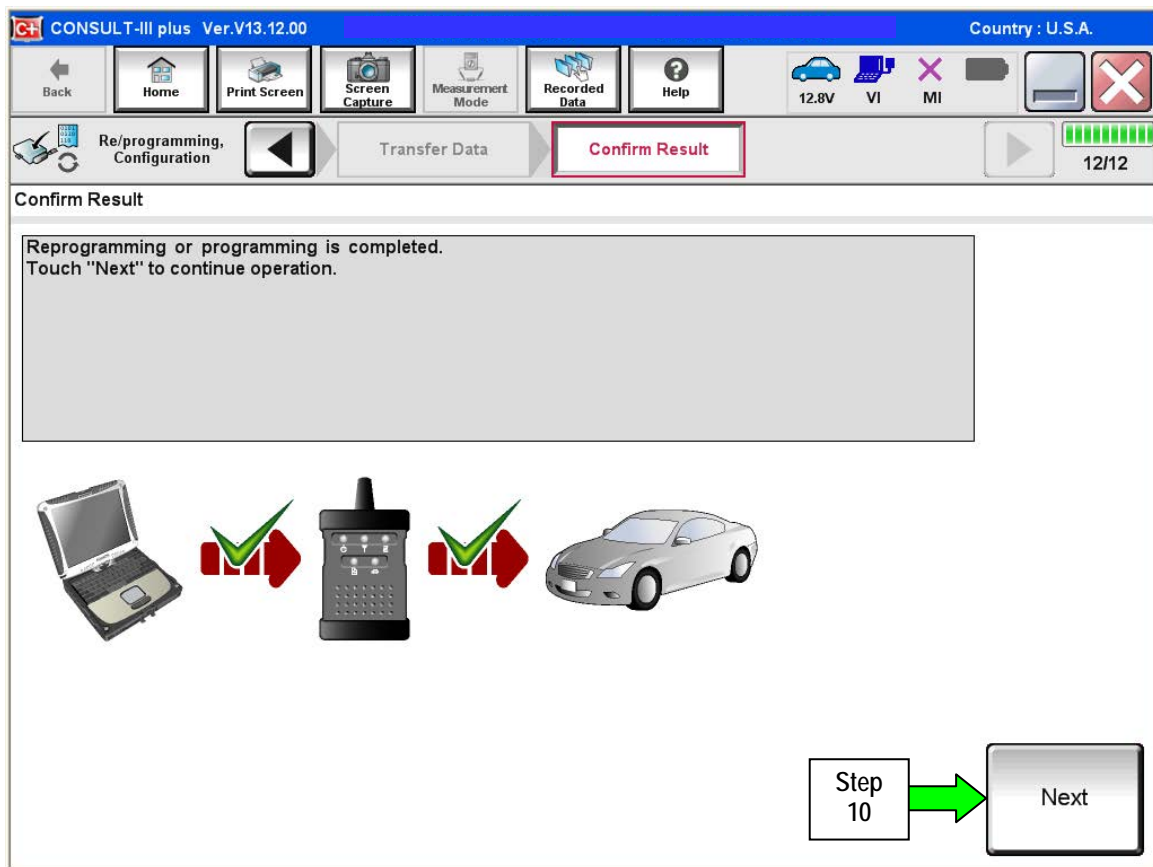 C+ CONSULT-III plus Ver.V13.12.00 Country : U.S.A.
Back
Home
Print Screen
Screen
Capture
Measurement
Mode
Recorded
Data
Help
12.8V
VI
MI
Re/programming,
Configuration
Transfer Data
Confirm Result
12/12
Confirm Result
Reprogramming or programming is completed.
Touch "Next" to continue operation.
Step
10
Next